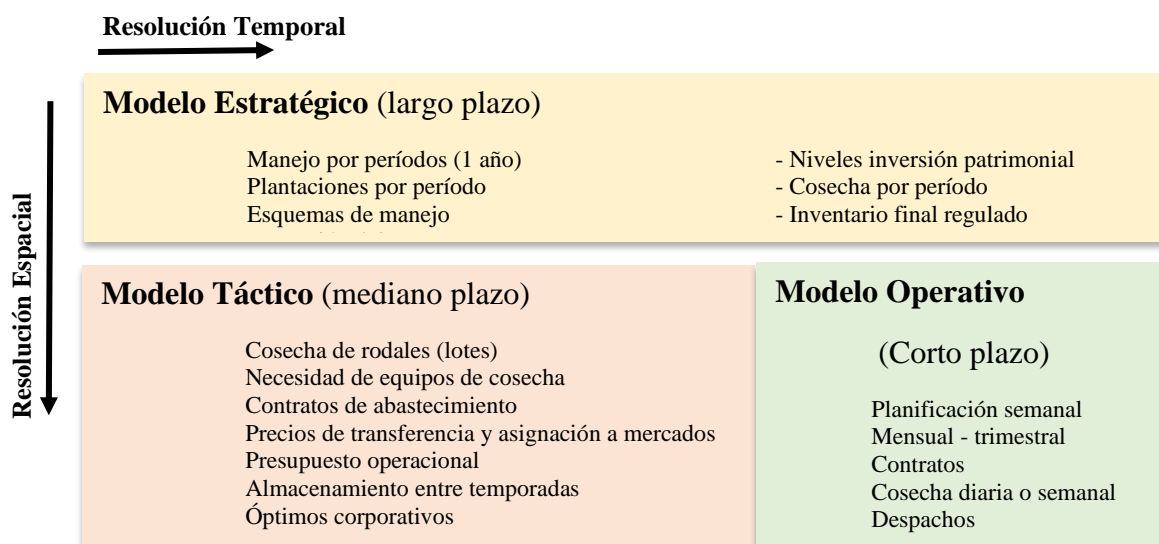 Resolución Temporal
Resolución Espacial
Modelo Estratégico (largo plazo)
Manejo por períodos (1 año)
Plantaciones por período
Esquemas de manejo
- Niveles inversión patrimonial
- Cosecha por período
- Inventario final regulado
Modelo Táctico (mediano plazo)
Cosecha de rodales (lotes)
Necesidad de equipos de cosecha
Contratos de abastecimiento
Precios de transferencia y asignación a mercados
Presupuesto operacional
Almacenamiento entre temporadas
Óptimos corporativos
Modelo Operativo
(Corto plazo)
Planificación semanal
Mensual - trimestral
Contratos
Cosecha diaria o semanal
Despachos